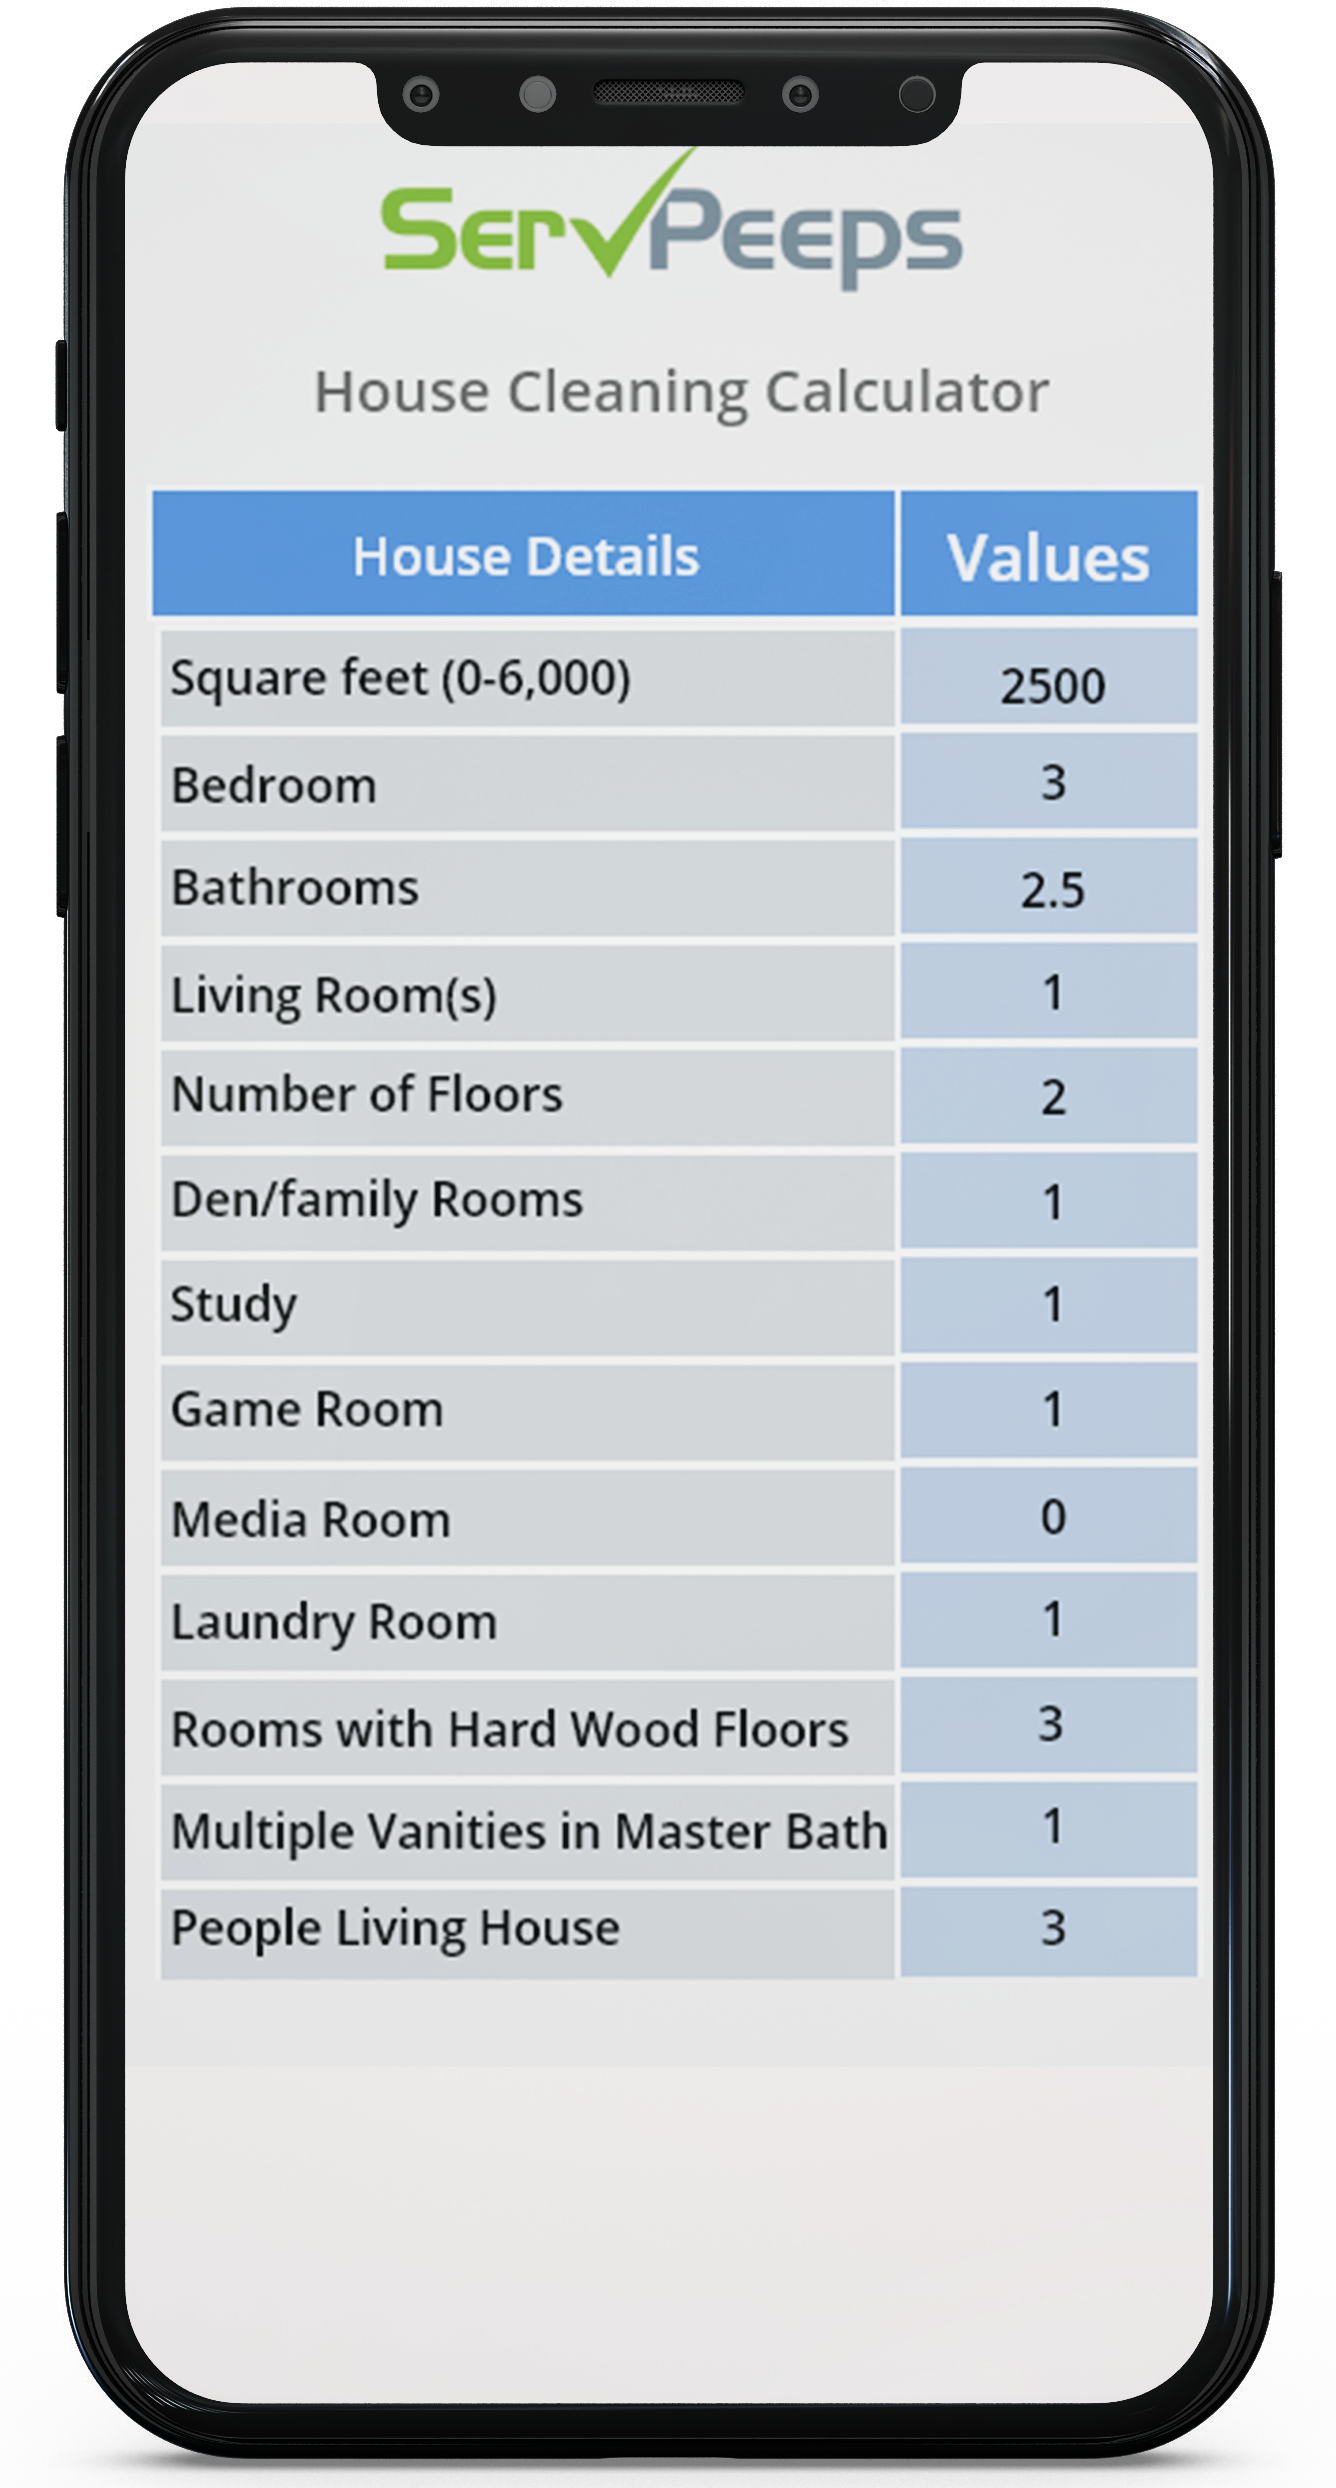 ServPeeps
House Cleaning Calculator
House Details Values
Square feet (0-6,000) 2500
Bedroom 3
Bathrooms 2.5
Living Room(s) 1
Number of Floors 2
Den/family Rooms 1
Study 1
Game Room 1
Media Room 0
Laundry Room 1
Rooms with Hard Wood Floors 3
Multiple Vanities in Master Bath 1
People Living House 3